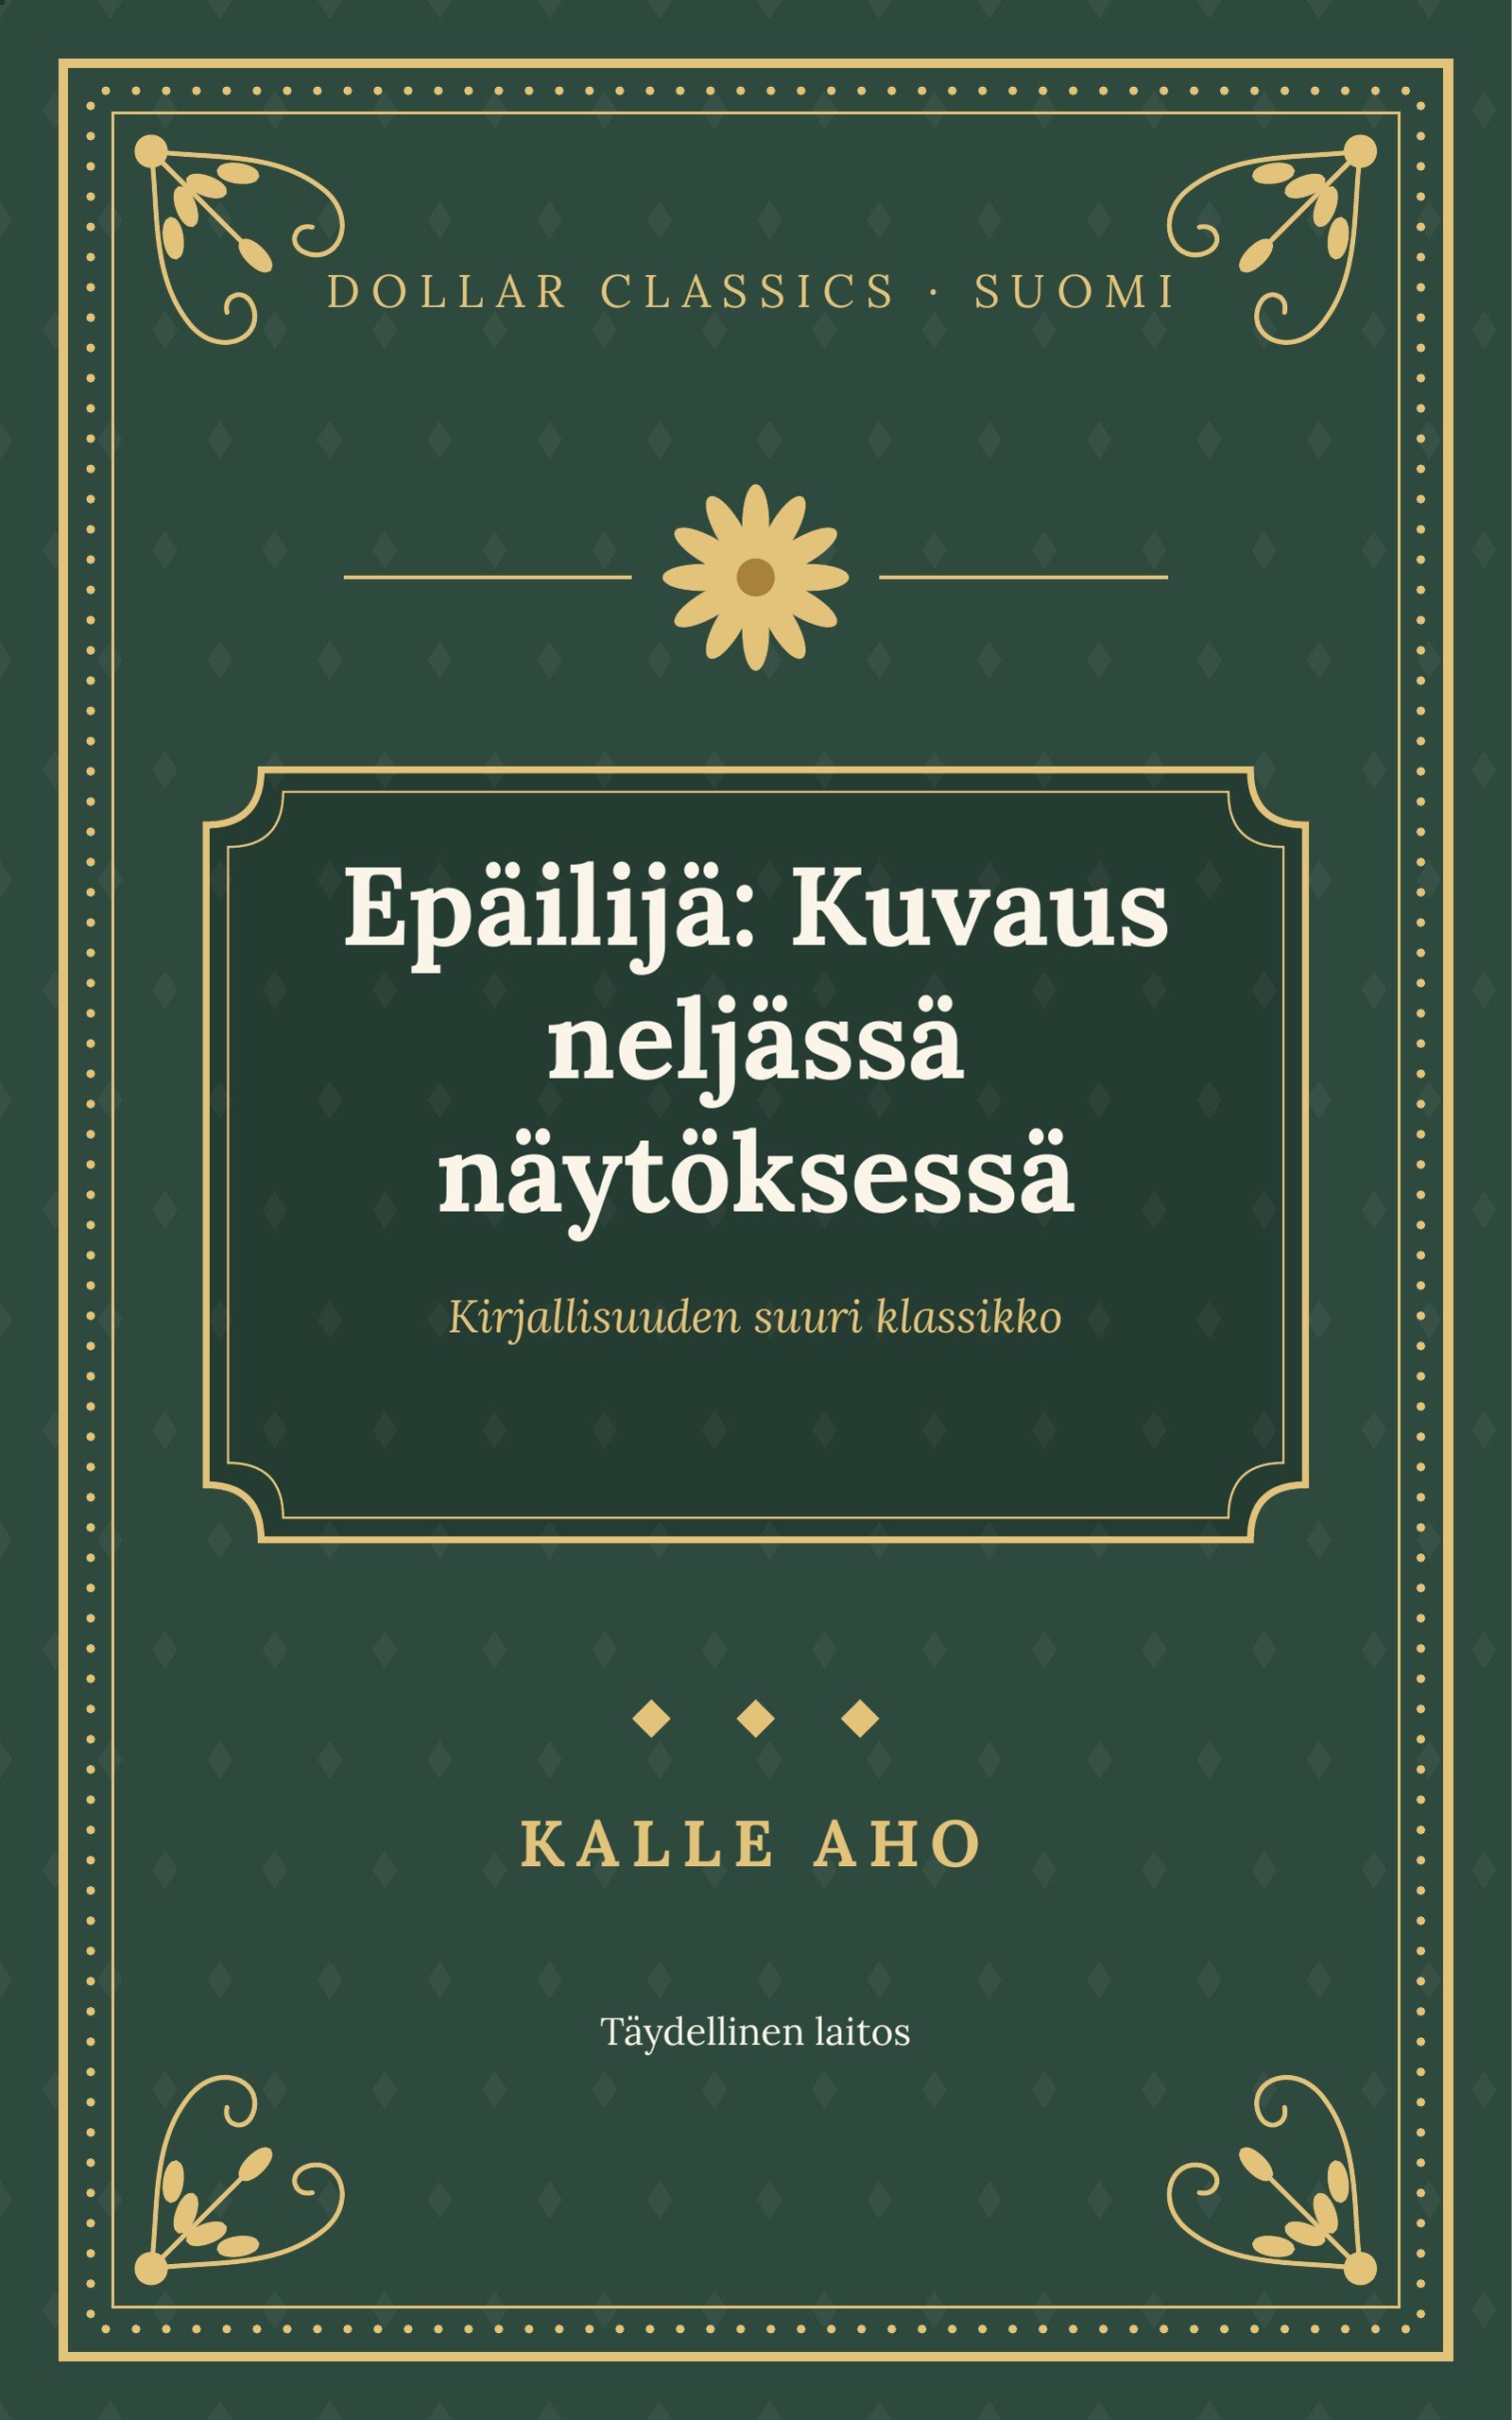 DOLLAR CLASSICS · SUOMI
Epäilijä: Kuvaus
neljässä
näytöksessä
Kirjallisuuden suuri klassikko
KALLE AHO
Täydellinen laitos